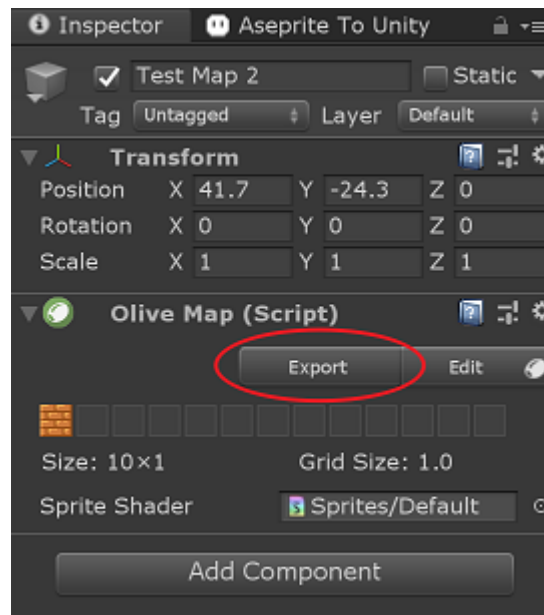 Inspector Aseprite To Unity
Test Map 2 Static
Tag Untagged Layer Default
Transform
Position X 41.7 Y -24.3 Z 0
Rotation X 0 Y 0 Z 0
Scale X 1 Y 1 Z 1
Olive Map (Script)
Export Edit
Size: 10×1 Grid Size: 1.0
Sprite Shader Sprites/Default
Add Component